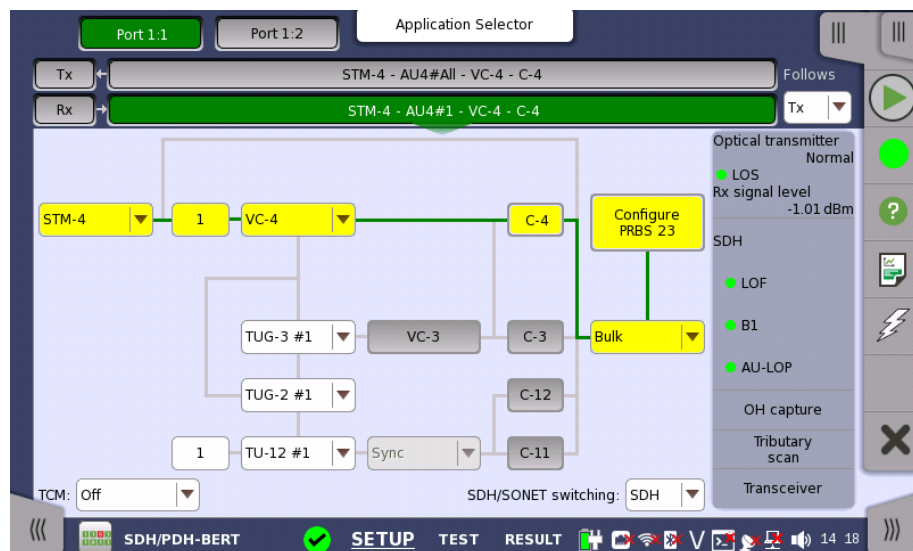 Port 1:1
Port 1:2
Application Selector
Tx
STM-4 - AU4#All - VC-4 - C-4
Follows
Rx
STM-4 - AU4#1 - VC-4 - C-4
Tx
STM-4
1
VC-4
C-4
Configure
PRBS 23
TUG-3 #1
VC-3
C-3
Bulk
TUG-2 #1
C-12
1
TU-12 #1
Sync
C-11
TCM: Off
SDH/SONET switching: SDH
Optical transmitter
Normal
LOS
Rx signal level
-1.01 dBm
SDH
LOF
B1
AU-LOP
OH capture
Tributary
scan
Transceiver
?
SDH/PDH-BERT
SETUP
TEST
RESULT
V
14 18